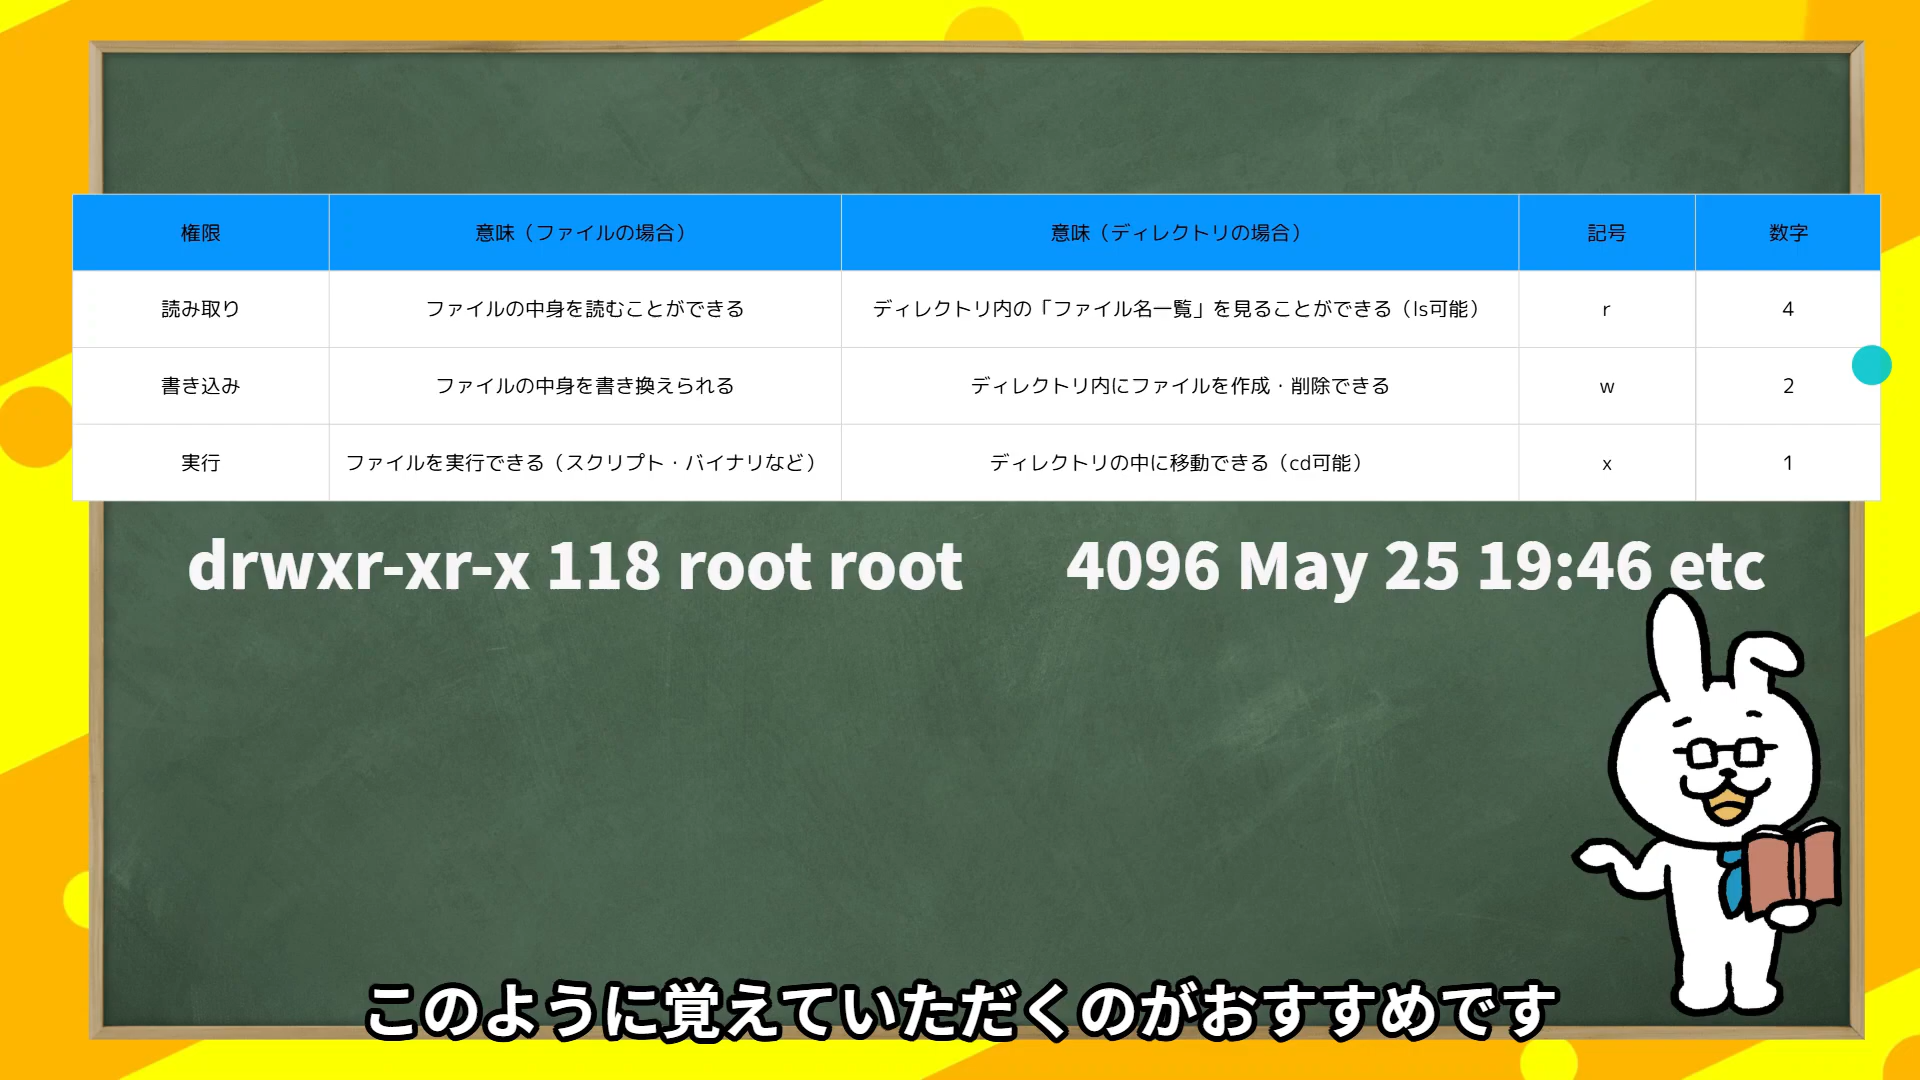 権限 意味（ファイルの場合） 意味（ディレクトリの場合） 記号 数字
読み取り ファイルの中身を読むことができる ディレクトリ内の「ファイル名一覧」を見ることができる（ls可能） r 4
書き込み ファイルの中身を書き換えられる ディレクトリ内にファイルを作成・削除できる w 2
実行 ファイルを実行できる（スクリプト・バイナリなど） ディレクトリの中に移動できる（cd可能） x 1
drwxr-xr-x 118 root root 4096 May 25 19:46 etc
このように覚えていただくのがおすすめです